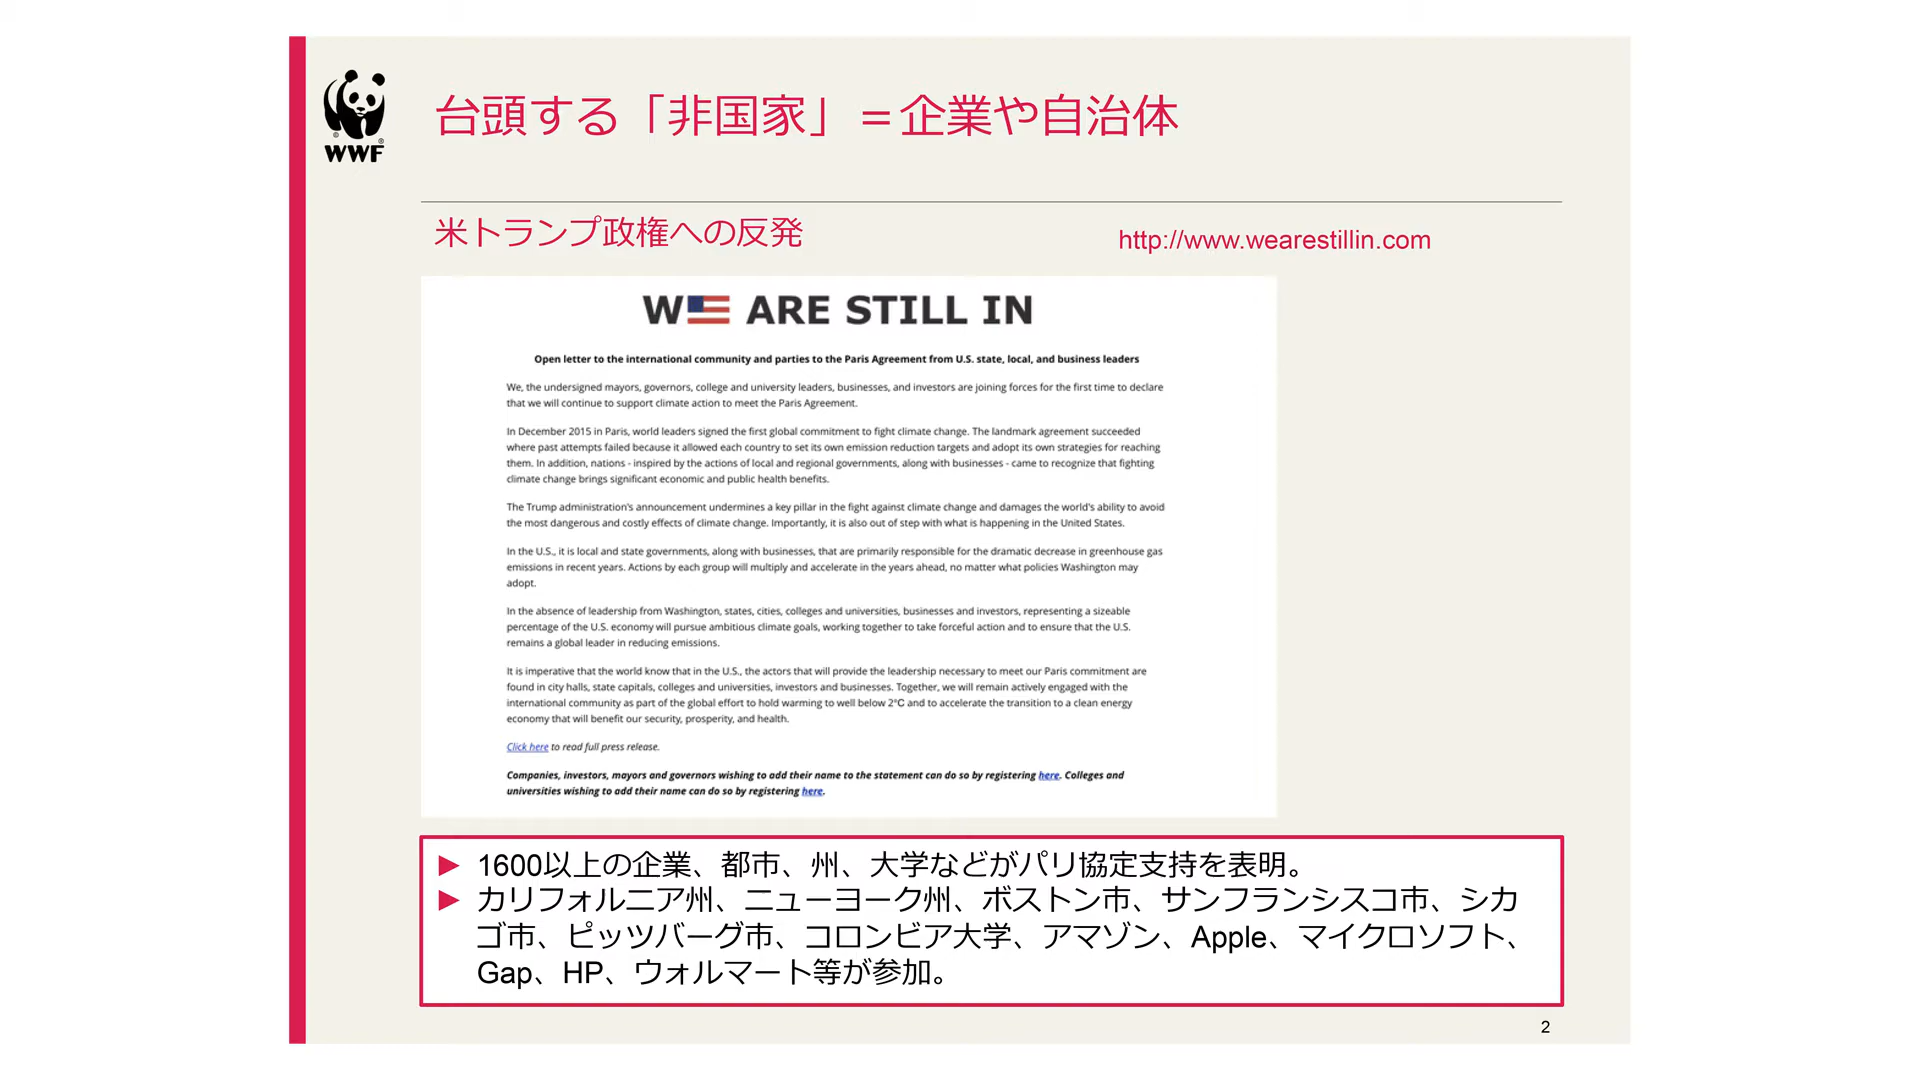 WWF
台頭する「非国家」＝企業や自治体
米トランプ政権への反発
http://www.wearestillin.com
W ARE STILL IN
Open letter to the international community and parties to the Paris Agreement from U.S. state, local, and business leaders
We, the undersigned mayors, governors, college and university leaders, businesses, and investors are joining forces for the first time to declare
that we will continue to support climate action to meet the Paris Agreement.
In December 2015 in Paris, world leaders signed the first global commitment to fight climate change. The landmark agreement succeeded
where past attempts failed because it allowed each country to set its own emission reduction targets and adopt its own strategies for reaching
them. In addition, nations - inspired by the actions of local and regional governments, along with businesses - came to recognize that fighting
climate change brings significant economic and public health benefits.
The Trump administration's announcement undermines a key pillar in the fight against climate change and damages the world's ability to avoid
the most dangerous and costly effects of climate change. Importantly, it is also out of step with what is happening in the United States.
In the U.S., it is local and state governments, along with businesses, that are primarily responsible for the dramatic decrease in greenhouse gas
emissions in recent years. Actions by each group will multiply and accelerate in the years ahead, no matter what policies Washington may
adopt.
In the absence of leadership from Washington, states, cities, colleges and universities, businesses and investors, representing a sizeable
percentage of the U.S. economy will pursue ambitious climate goals, working together to take forceful action and to ensure that the U.S.
remains a global leader in reducing emissions.
It is imperative that the world know that in the U.S., the actors that will provide the leadership necessary to meet our Paris commitment are
found in city halls, state capitals, colleges and universities, investors and businesses. Together, we will remain actively engaged with the
international community as part of the global effort to hold warming to well below 2℃ and to accelerate the transition to a clean energy
economy that will benefit our security, prosperity, and health.
Click here to read full press release.
Companies, investors, mayors and governors wishing to add their name to the statement can do so by registering here. Colleges and
universities wishing to add their name can do so by registering here.
► 1600以上の企業、都市、州、大学などがパリ協定支持を表明。
► カリフォルニア州、ニューヨーク州、ボストン市、サンフランシスコ市、シカ
ゴ市、ピッツバーグ市、コロンビア大学、アマゾン、Apple、マイクロソフト、
Gap、HP、ウォルマート等が参加。
2